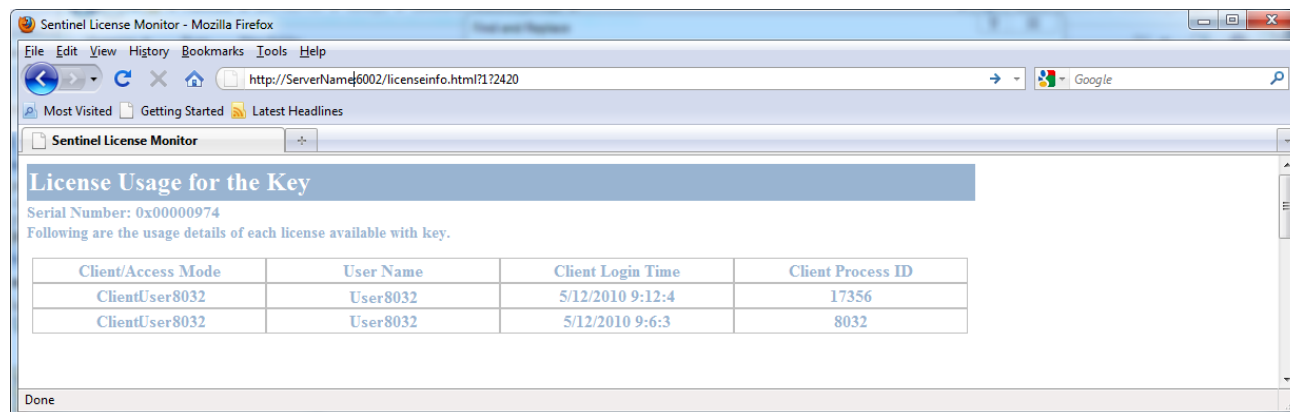 Sentinel License Monitor - Mozilla Firefox
Find and Replace
File Edit View History Bookmarks Tools Help
http://ServerName:6002/licenseinfo.html?1?2420
Google
Most Visited Getting Started Latest Headlines
Sentinel License Monitor
License Usage for the Key
Serial Number: 0x00000974
Following are the usage details of each license available with key.
Client/Access Mode User Name Client Login Time Client Process ID
ClientUser8032 User8032 5/12/2010 9:12:4 17356
ClientUser8032 User8032 5/12/2010 9:6:3 8032
Done